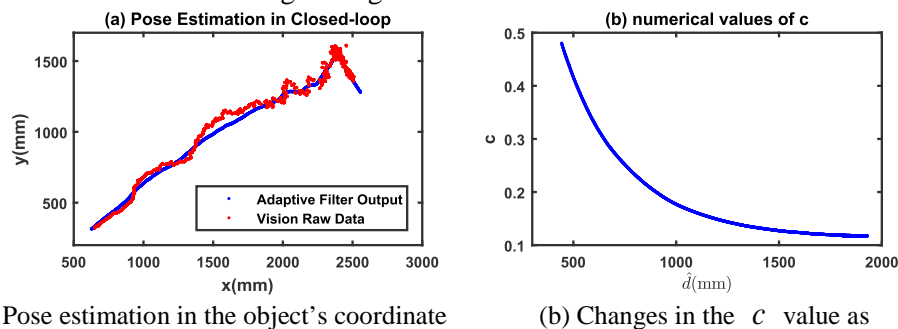 (a) Pose Estimation in Closed-loop
1500
1000
500
y(mm)
Adaptive Filter Output
Vision Raw Data
500 1000 1500 2000 2500 3000
x(mm)
(b) numerical values of c
0.5
0.4
0.3
0.2
0.1
c
500 1000 1500 2000
d̂(mm)
Pose estimation in the object's coordinate
(b) Changes in the c value as